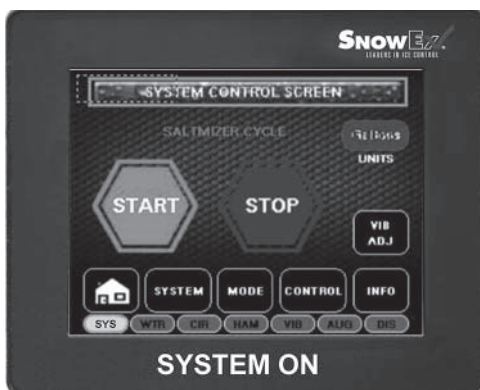 SNOWEx
LEADERS IN ICE CONTROL
SYSTEM CONTROL SCREEN
SALTMIZER CYCLE
Gallons
UNITS
START
STOP
VIB
ADJ
SYSTEM
MODE
CONTROL
INFO
SYS
WTR
CIR
HAM
VIB
AUG
DIS
SYSTEM ON